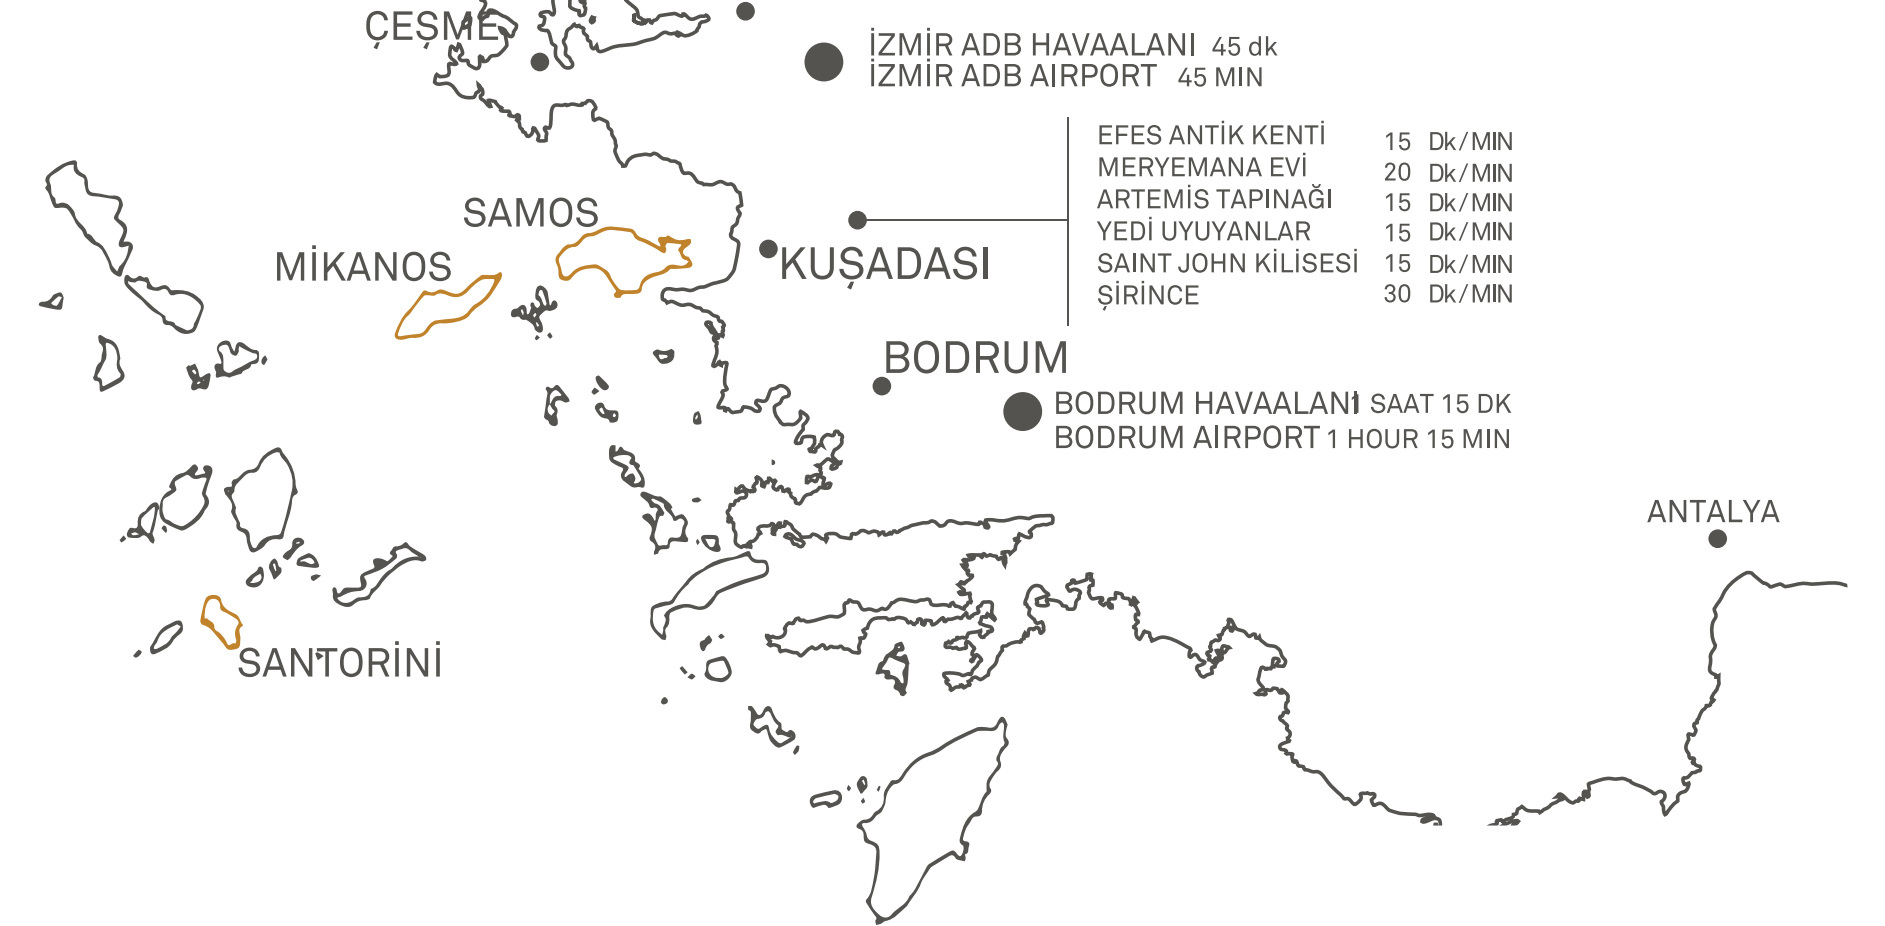 ÇEŞME
İZMİR ADB HAVAALANI 45 dk
İZMİR ADB AIRPORT 45 MIN
EFES ANTİK KENTİ 15 Dk/MIN
MERYEMANA EVİ 20 Dk/MIN
ARTEMİS TAPINAĞI 15 Dk/MIN
YEDİ UYUYANLAR 15 Dk/MIN
SAINT JOHN KİLİSESİ 15 Dk/MIN
ŞİRİNCE 30 Dk/MIN
SAMOS
MİKANOS
KUŞADASI
BODRUM
BODRUM HAVAALANI SAAT 15 DK
BODRUM AIRPORT 1 HOUR 15 MIN
ANTALYA
SANTORİNİ